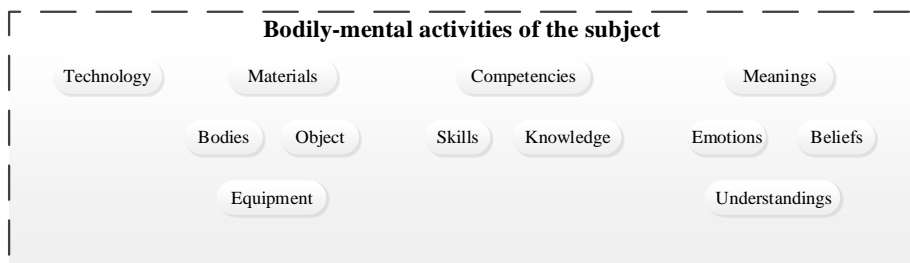 Bodily-mental activities of the subject
Technology Materials Competencies Meanings
Bodies Object Skills Knowledge Emotions Beliefs
Equipment Understandings